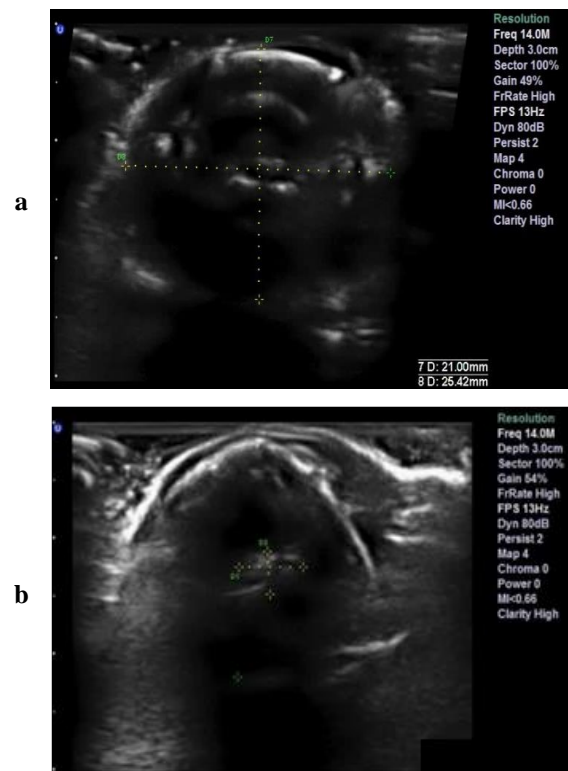 a
U
D7
D8
Resolution
Freq 14.0M
Depth 3.0cm
Sector 100%
Gain 49%
FrRate High
FPS 13Hz
Dyn 80dB
Persist 2
Map 4
Chroma 0
Power 0
MI<0.66
Clarity High
7 D: 21.00mm
8 D: 25.42mm
b
U
Resolution
Freq 14.0M
Depth 3.0cm
Sector 100%
Gain 54%
FrRate High
FPS 13Hz
Dyn 80dB
Persist 2
Map 4
Chroma 0
Power 0
MI<0.66
Clarity High